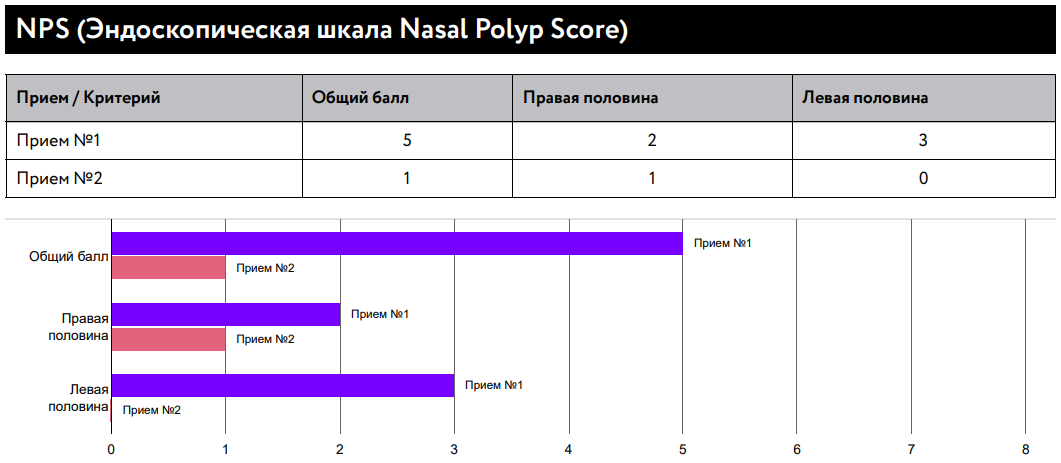 NPS (Эндоскопическая шкала Nasal Polyp Score)
Прием / Критерий Общий балл Правая половина Левая половина
Прием №1 5 2 3
Прием №2 1 1 0
Общий балл
Прием №1
Прием №2
Правая
половина
Прием №1
Прием №2
Левая
половина
Прием №1
Прием №2
0 1 2 3 4 5 6 7 8